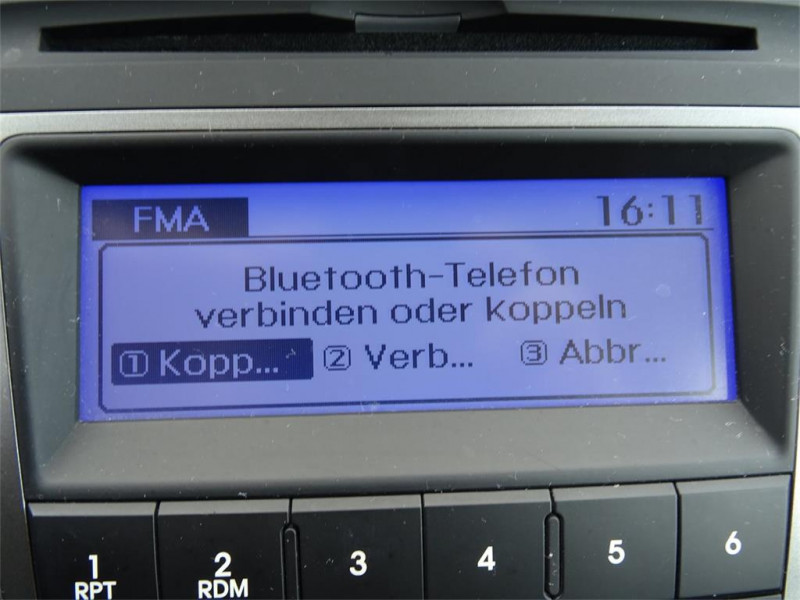 FMA 16:11
Bluetooth-Telefon
verbinden oder koppeln
1 Kopp... 2 Verb... 3 Abbr...
1 2 3 4 5 6
RPT RDM